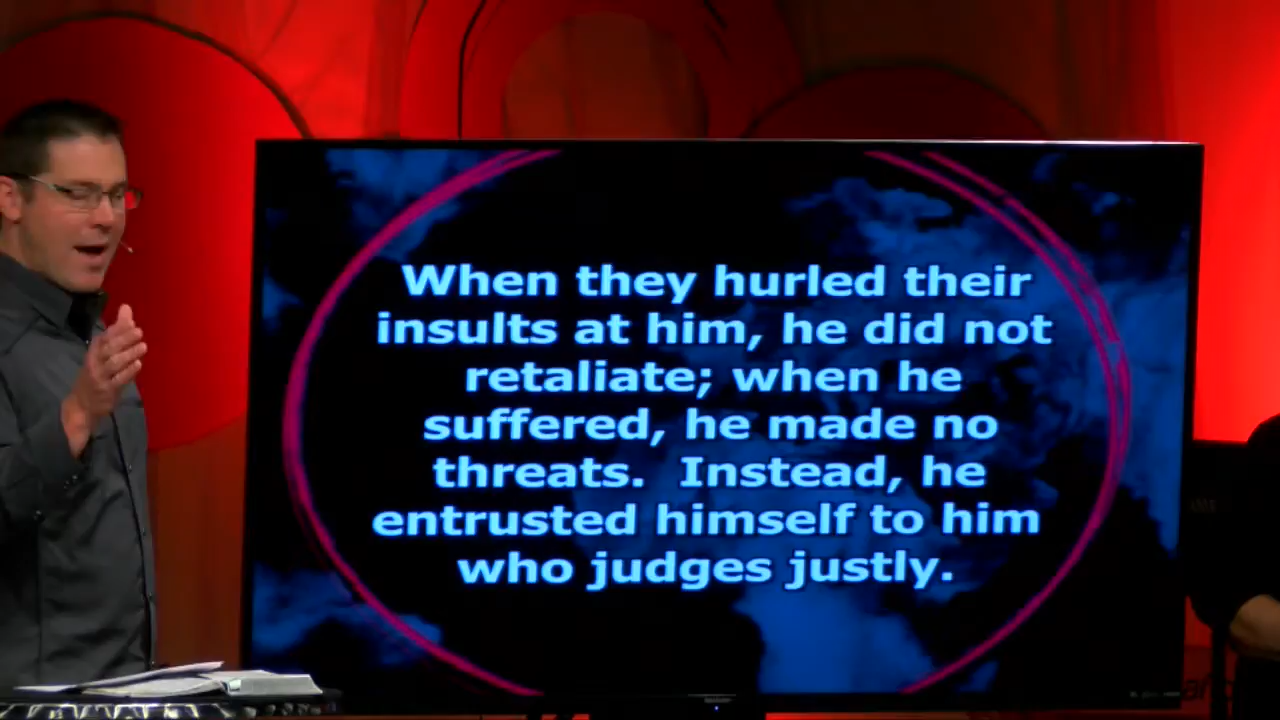 When they hurled their
insults at him, he did not
retaliate; when he
suffered, he made no
threats.  Instead, he
entrusted himself to him
who judges justly.